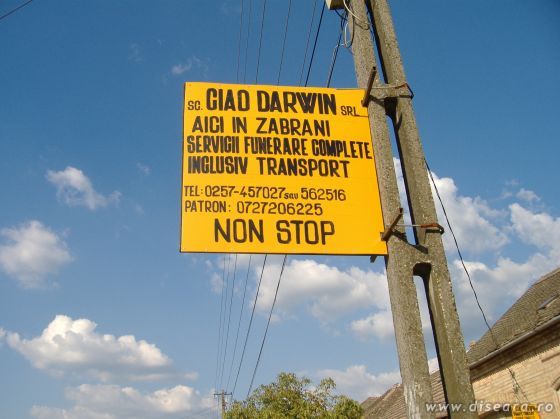 SC. CIAO DARWIN SRL
AICI IN ZABRANI
SERVICII FUNERARE COMPLETE
INCLUSIV TRANSPORT
TEL: 0257-457027 SAU 562516
PATRON: 0727206225
NON STOP
www.diseara.ro